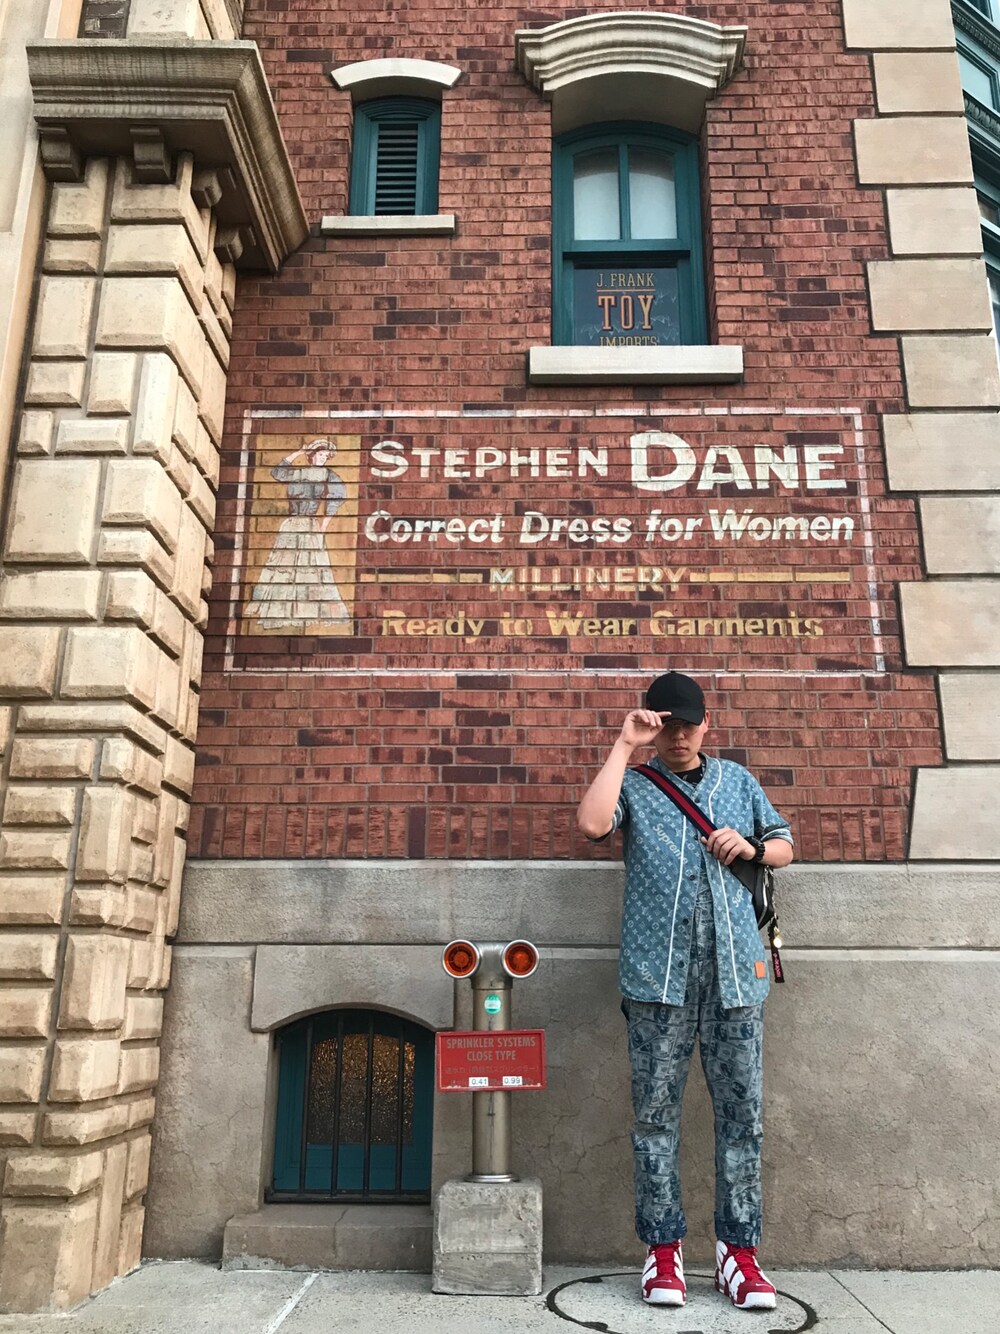 J. FRANK
TOY
IMPORTS
STEPHEN DANE
Correct Dress for Women
MILLINERY
Ready to Wear Garments
Supreme
SPRINKLER SYSTEMS
CLOSE TYPE
0.41 0.99